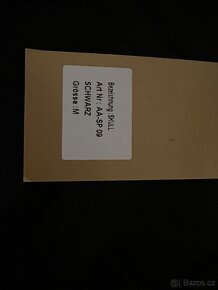 Bezeichnung :SKULL
Art Nr : AA-SP 09
SCHWARZ
Grösse :M
Bazos.cz